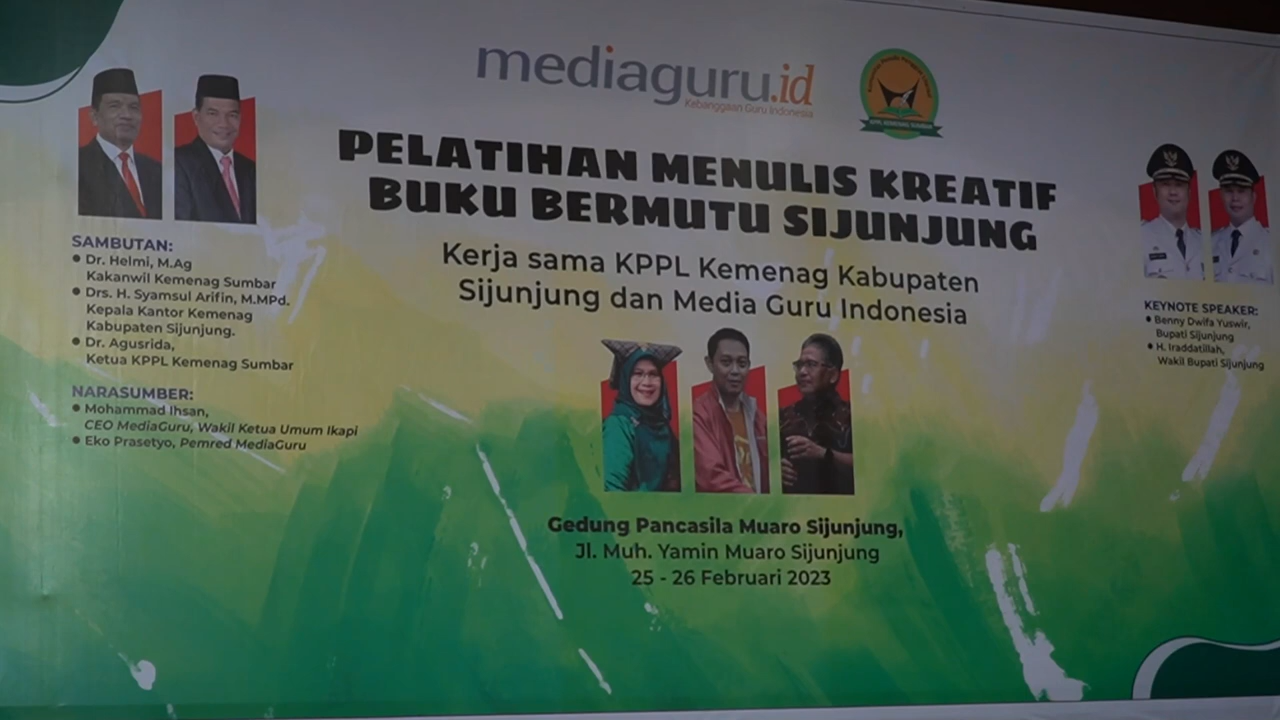 mediaguru.id
Kebanggaan Guru Indonesia
KPPL KEMENAG SUMBAR
PELATIHAN MENULIS KREATIF
BUKU BERMUTU SIJUNJUNG
Kerja sama KPPL Kemenag Kabupaten
Sijunjung dan Media Guru Indonesia
SAMBUTAN:
• Dr. Helmi, M.Ag
Kakanwil Kemenag Sumbar
• Drs. H. Syamsul Arifin, M.MPd.
Kepala Kantor Kemenag
Kabupaten Sijunjung.
• Dr. Agusrida,
Ketua KPPL Kemenag Sumbar
NARASUMBER:
• Mohammad Ihsan,
CEO MediaGuru, Wakil Ketua Umum Ikapi
• Eko Prasetyo, Pemred MediaGuru
KEYNOTE SPEAKER:
• Benny Dwifa Yuswir,
Bupati Sijunjung
• H. Iraddatillah,
Wakil Bupati Sijunjung
Gedung Pancasila Muaro Sijunjung,
Jl. Muh. Yamin Muaro Sijunjung
25 - 26 Februari 2023